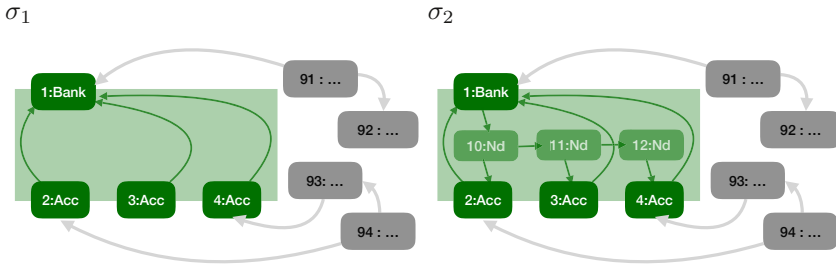 σ1 σ2
91 : ... 91 : ...
1:Bank 1:Bank
92 : ... 92 : ...
10:Nd 11:Nd 12:Nd
93: ... 93: ...
2:Acc 3:Acc 4:Acc 2:Acc 3:Acc 4:Acc
94 : ... 94 : ...